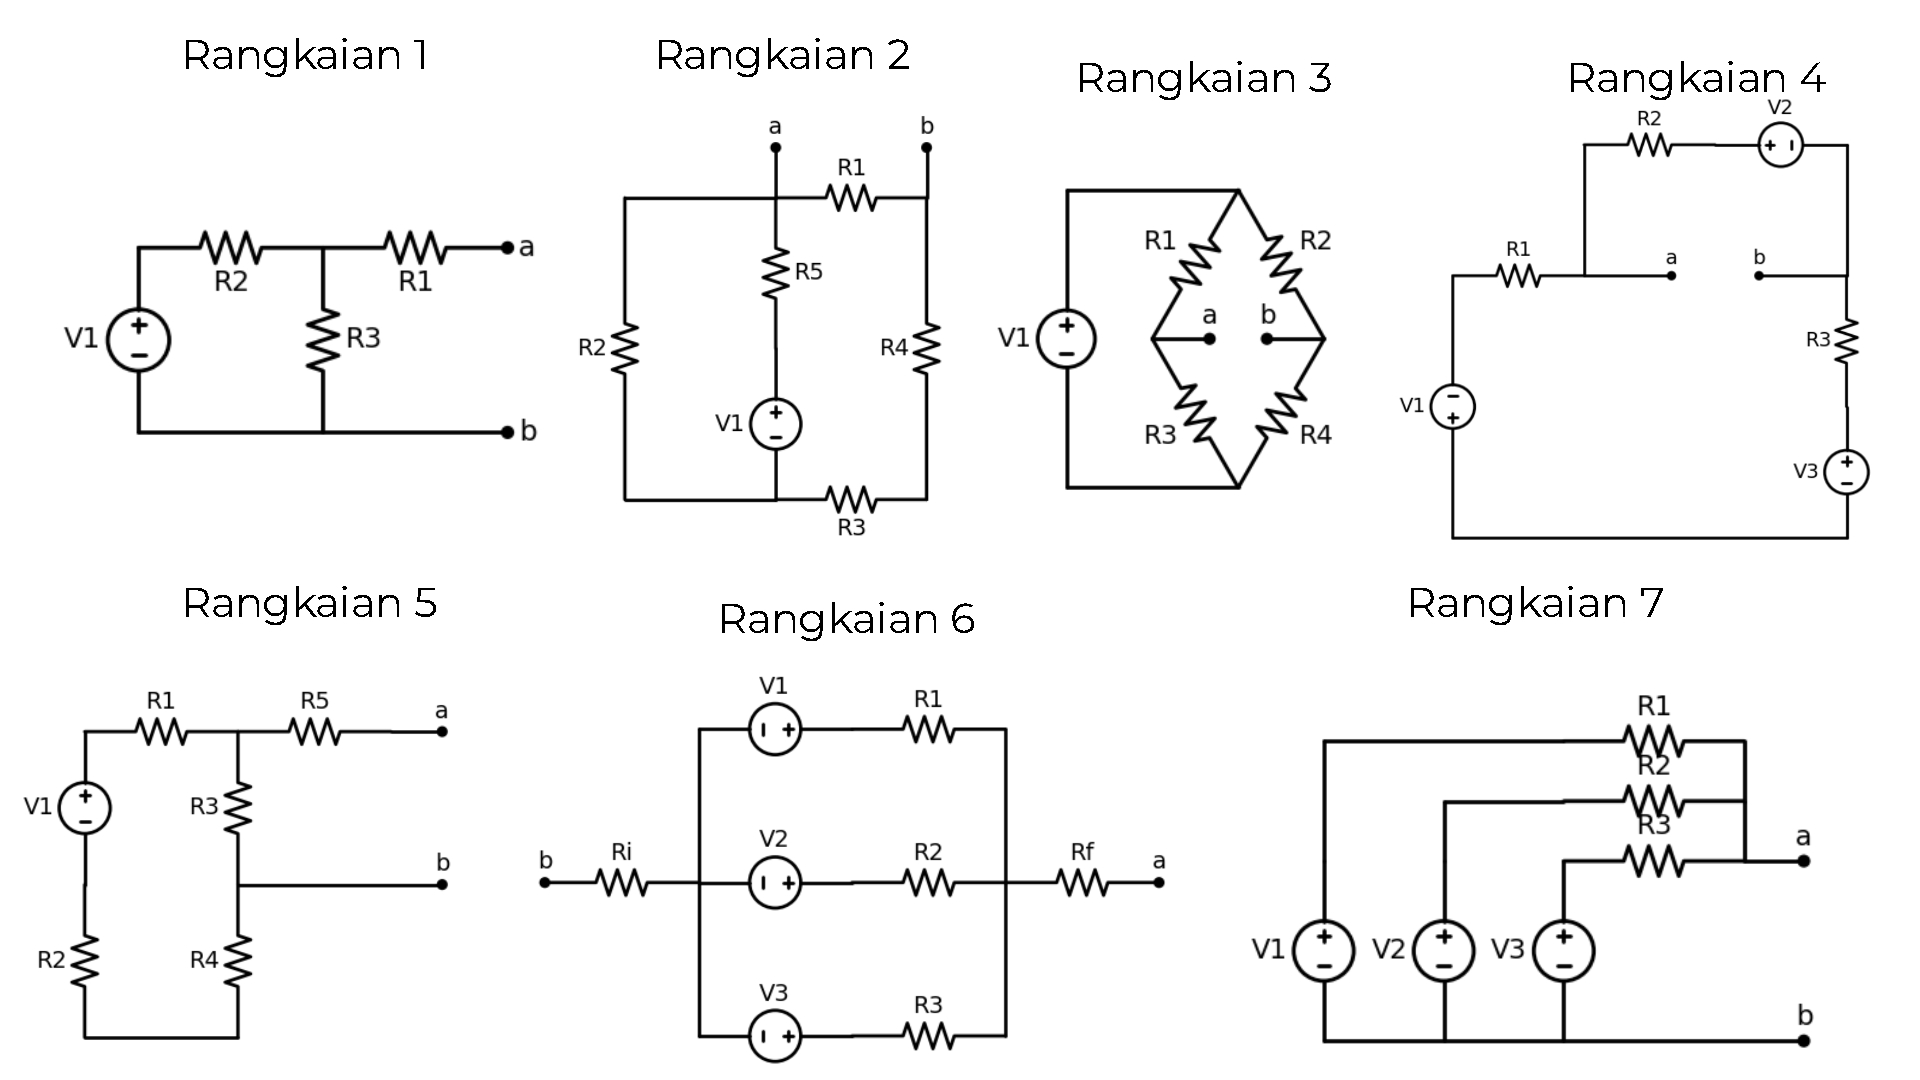 Rangkaian 1
R2
R1
a
V1
+
−
R3
b
Rangkaian 2
a
b
R1
R5
R2
R4
V1
+
−
R3
Rangkaian 3
R1
R2
a
b
V1
+
−
R3
R4
Rangkaian 4
V2
R2
+ −
R1
a
b
R3
V1
−
+
V3
+
−
Rangkaian 5
R1
R5
a
V1
+
−
R3
b
R2
R4
Rangkaian 6
V1
R1
− +
V2
R2
b
Ri
− +
Rf
a
V3
R3
− +
Rangkaian 7
R1
R2
R3
a
V1
+
−
V2
+
−
V3
+
−
b